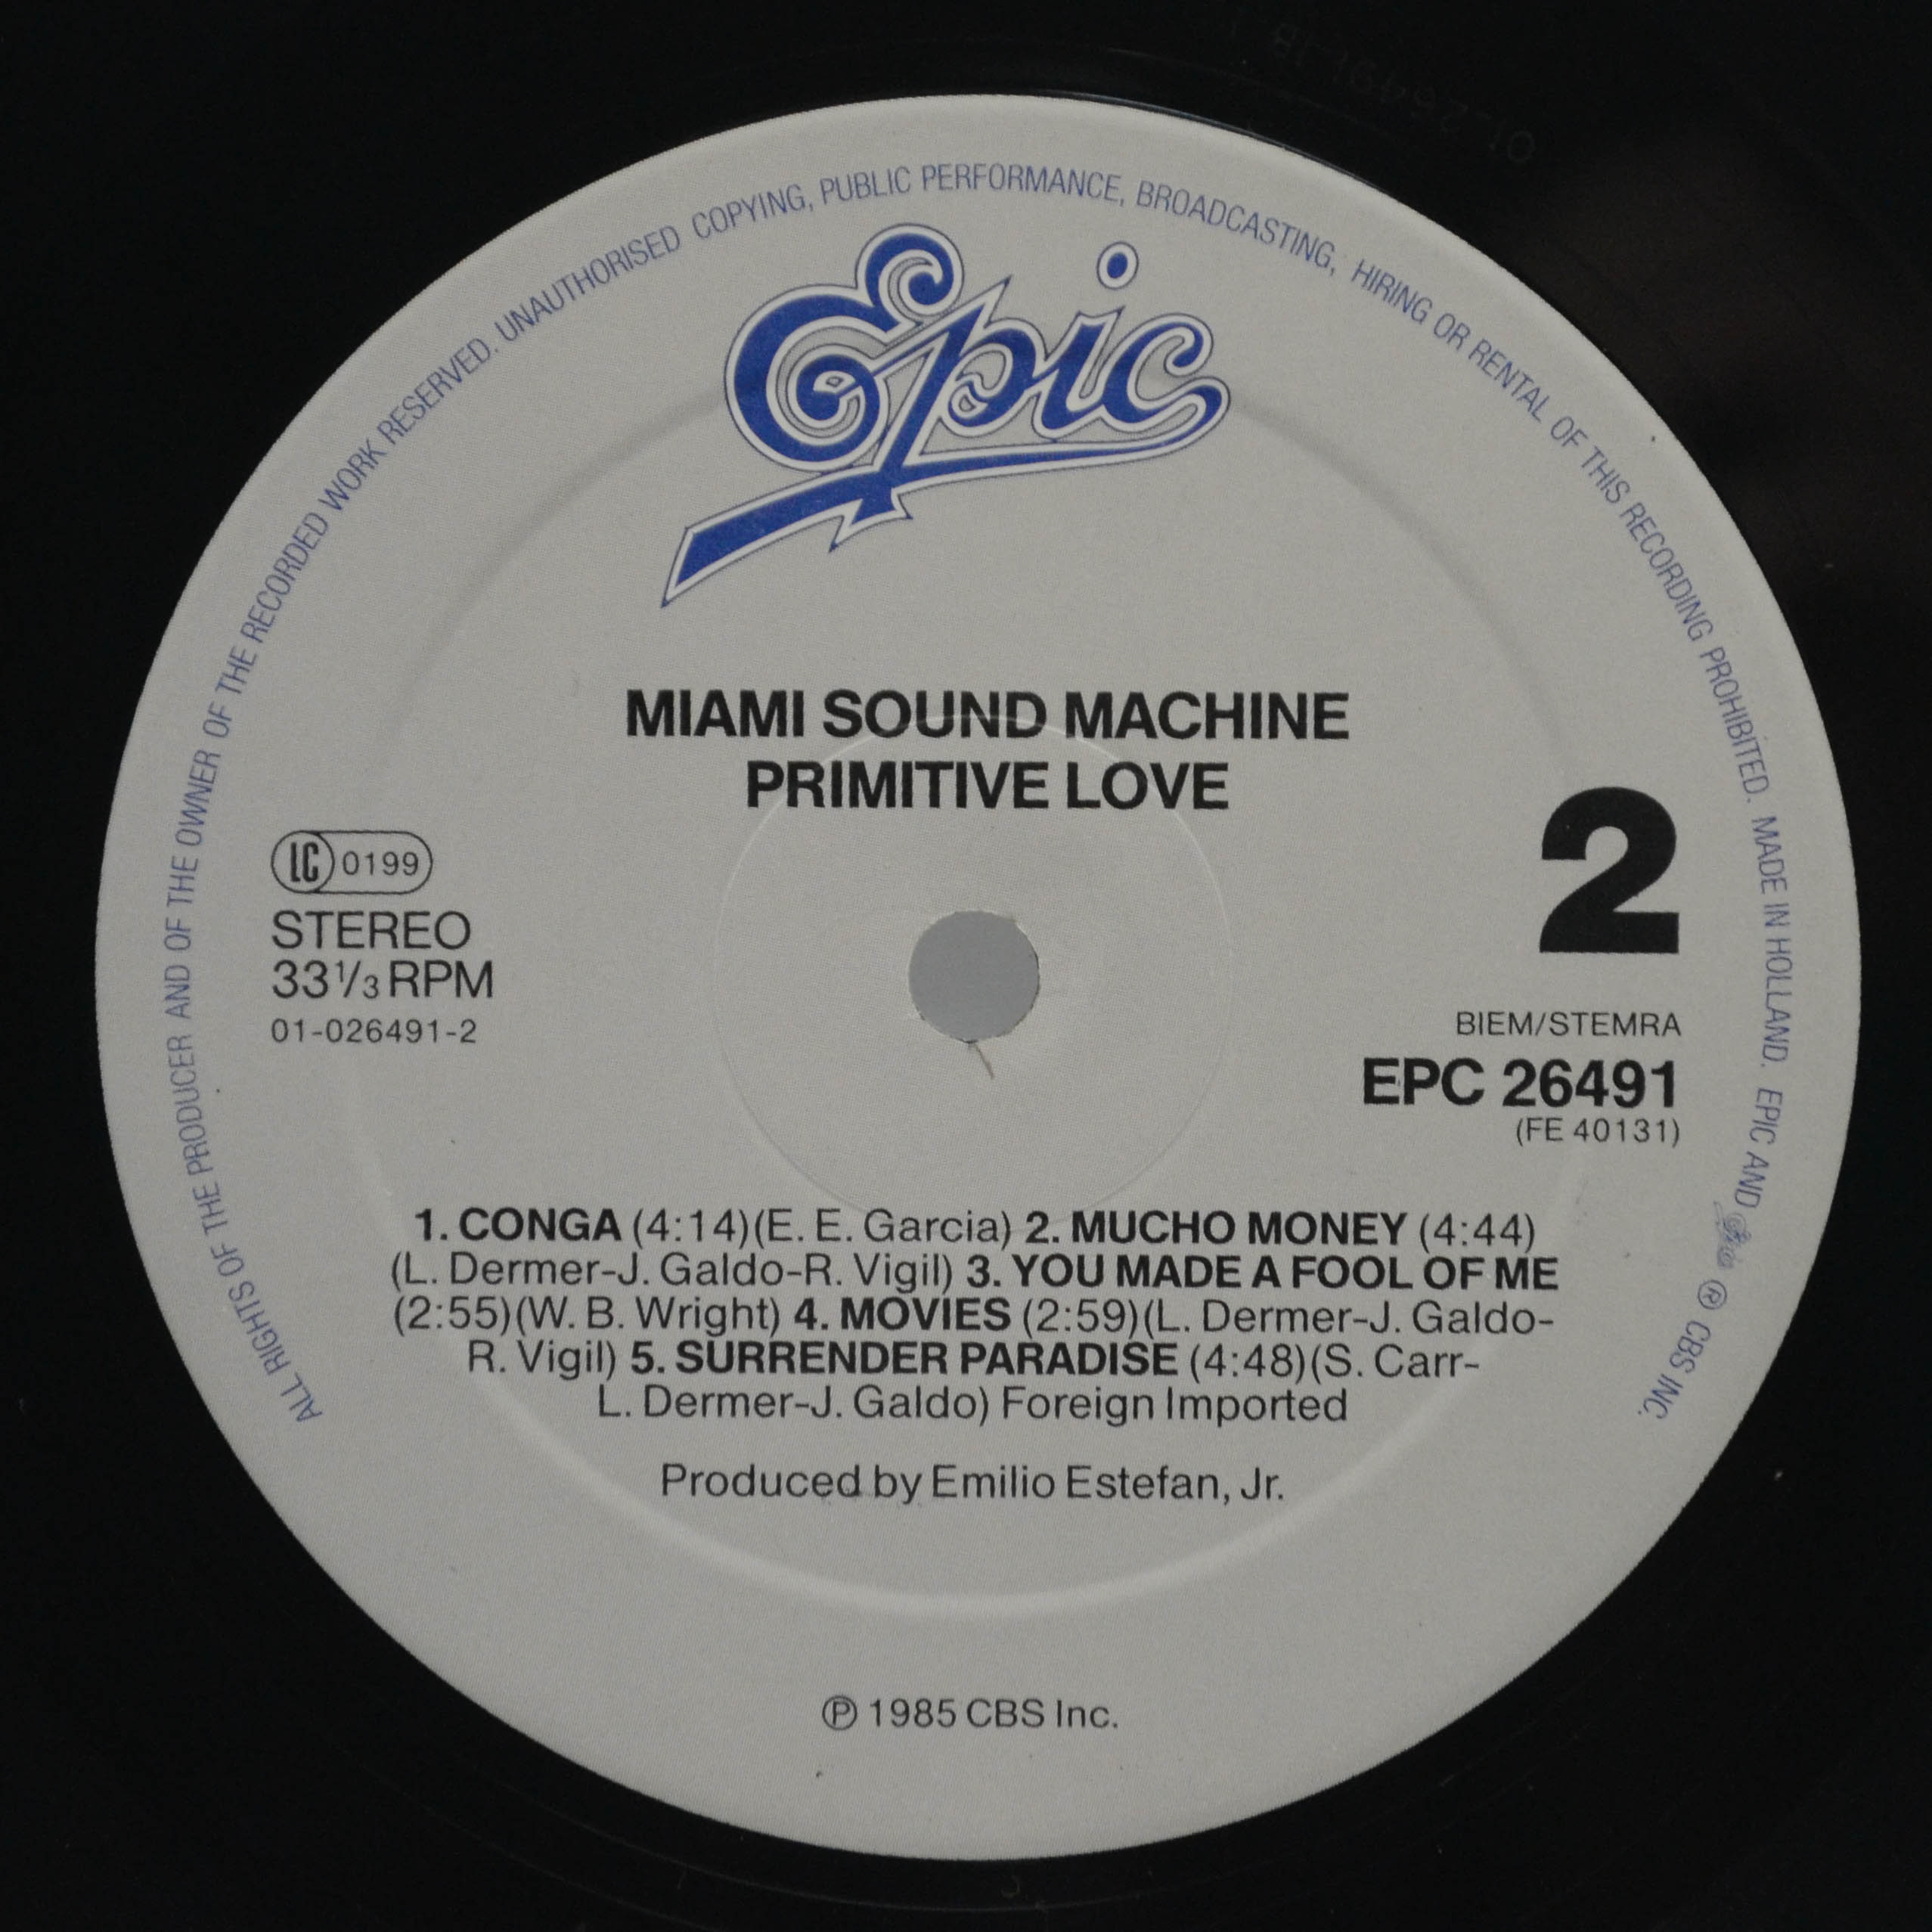 ALL RIGHTS OF THE PRODUCER AND OF THE OWNER OF THE RECORDED WORK RESERVED. UNAUTHORISED COPYING, PUBLIC PERFORMANCE, BROADCASTING, HIRING OR RENTAL OF THIS RECORDING PROHIBITED. MADE IN HOLLAND. EPIC AND Epic ® CBS INC.
Epic
MIAMI SOUND MACHINE
PRIMITIVE LOVE
LC 0199
STEREO
33 1/3 RPM
01-026491-2
2
BIEM/STEMRA
EPC 26491
(FE 40131)
1. CONGA (4:14)(E. E. Garcia) 2. MUCHO MONEY (4:44)
(L. Dermer-J. Galdo-R. Vigil) 3. YOU MADE A FOOL OF ME
(2:55)(W. B. Wright) 4. MOVIES (2:59)(L. Dermer-J. Galdo-
R. Vigil) 5. SURRENDER PARADISE (4:48)(S. Carr-
L. Dermer-J. Galdo) Foreign Imported
Produced by Emilio Estefan, Jr.
℗ 1985 CBS Inc.